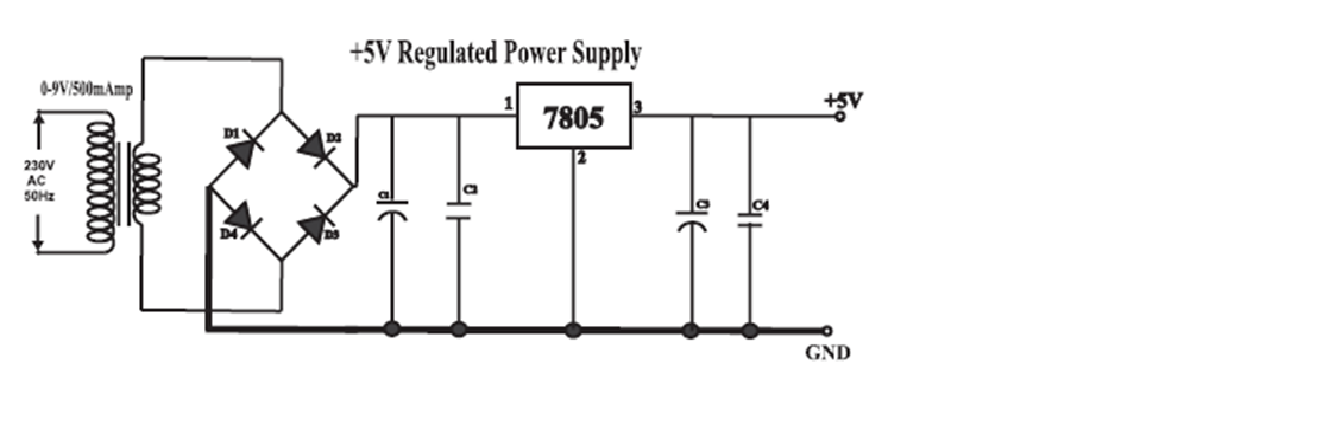 +5V Regulated Power Supply
0-9V/500mAmp
230V
AC
50Hz
D1
D2
D4
D3
1
7805
3
2
+5V
C4
GND